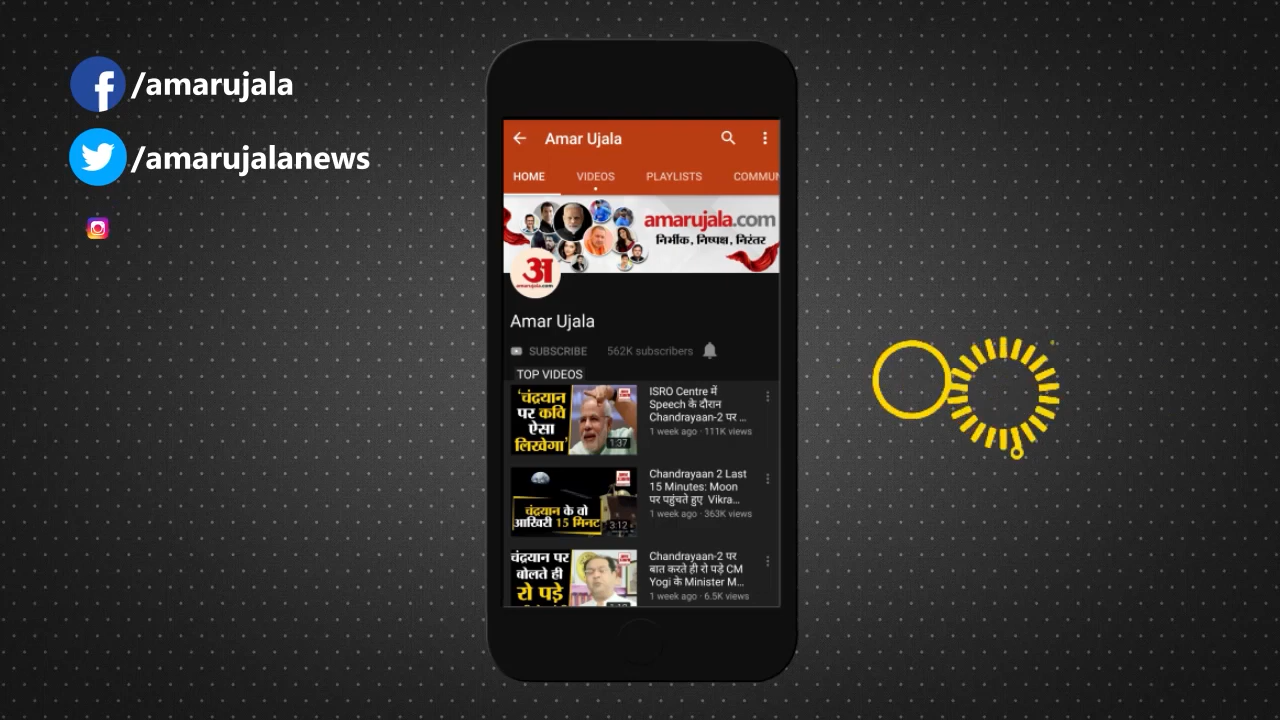 /amarujala
/amarujalanews
Amar Ujala
HOME VIDEOS PLAYLISTS COMMUN
amarujala.com
निर्भीक, निष्पक्ष, निरंतर
अ
amarujala.com
Amar Ujala
SUBSCRIBE 562K subscribers
TOP VIDEOS
'चंद्रयान
पर कवि
ऐसा
लिखेगा'
1:37
ISRO Centre में
Speech के दौरान
Chandrayaan-2 पर ...
1 week ago · 111K views
चंद्रयान के वो
आखिरी 15 मिनट
3:12
Chandrayaan 2 Last
15 Minutes: Moon
पर पहुंचते हुए Vikra...
1 week ago · 363K views
चंद्रयान पर
बोलते ही
रो पड़े
Chandrayaan-2 पर
बात करते ही रो पड़े CM
Yogi के Minister M...
1 week ago · 6.5K views